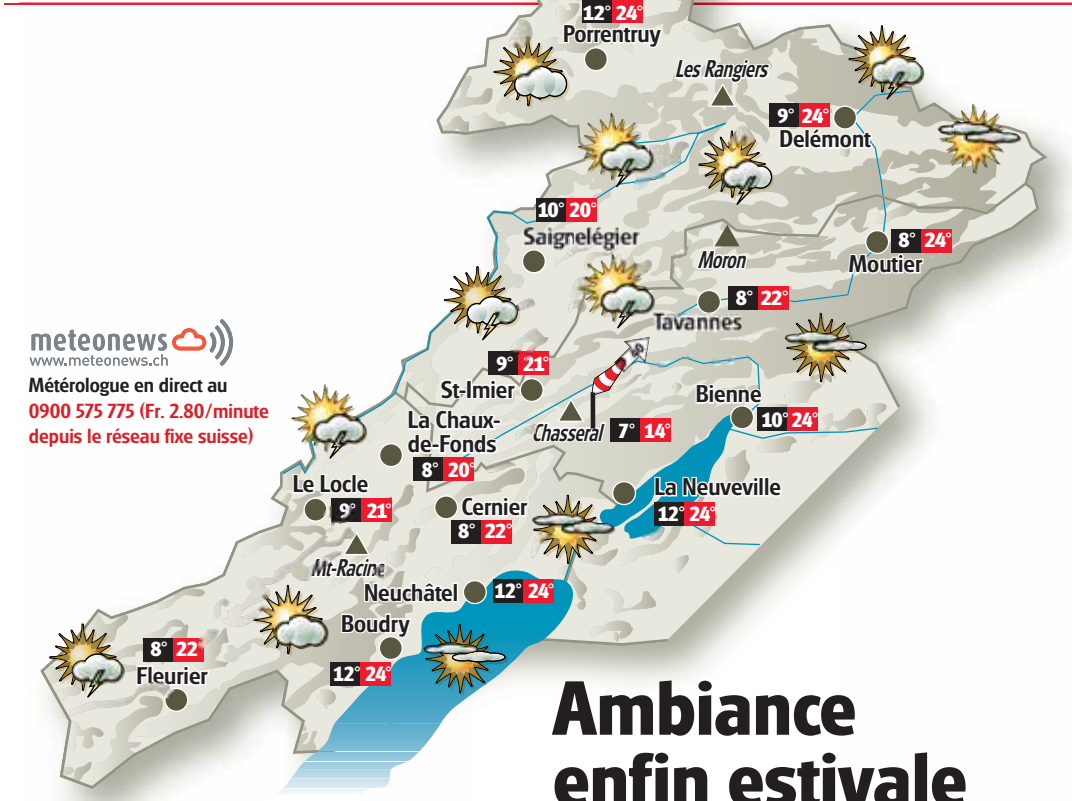 12° 24°
Porrentruy
Les Rangiers
9° 24°
Delémont
10° 20°
Saignelégier
8° 24°
Moutier
Moron
8° 22°
Tavannes
meteonews
www.meteonews.ch
Métérologue en direct au
0900 575 775 (Fr. 2.80/minute
depuis le réseau fixe suisse)
40
9° 21°
St-Imier
Bienne
10° 24°
Chasseral 7° 14°
La Chaux-
de-Fonds
8° 20°
Le Locle
9° 21°
Cernier
8° 22°
La Neuveville
12° 24°
Mt-Racine
Neuchâtel 12° 24°
Boudry
12° 24°
8° 22°
Fleurier
Ambiance
enfin estivale